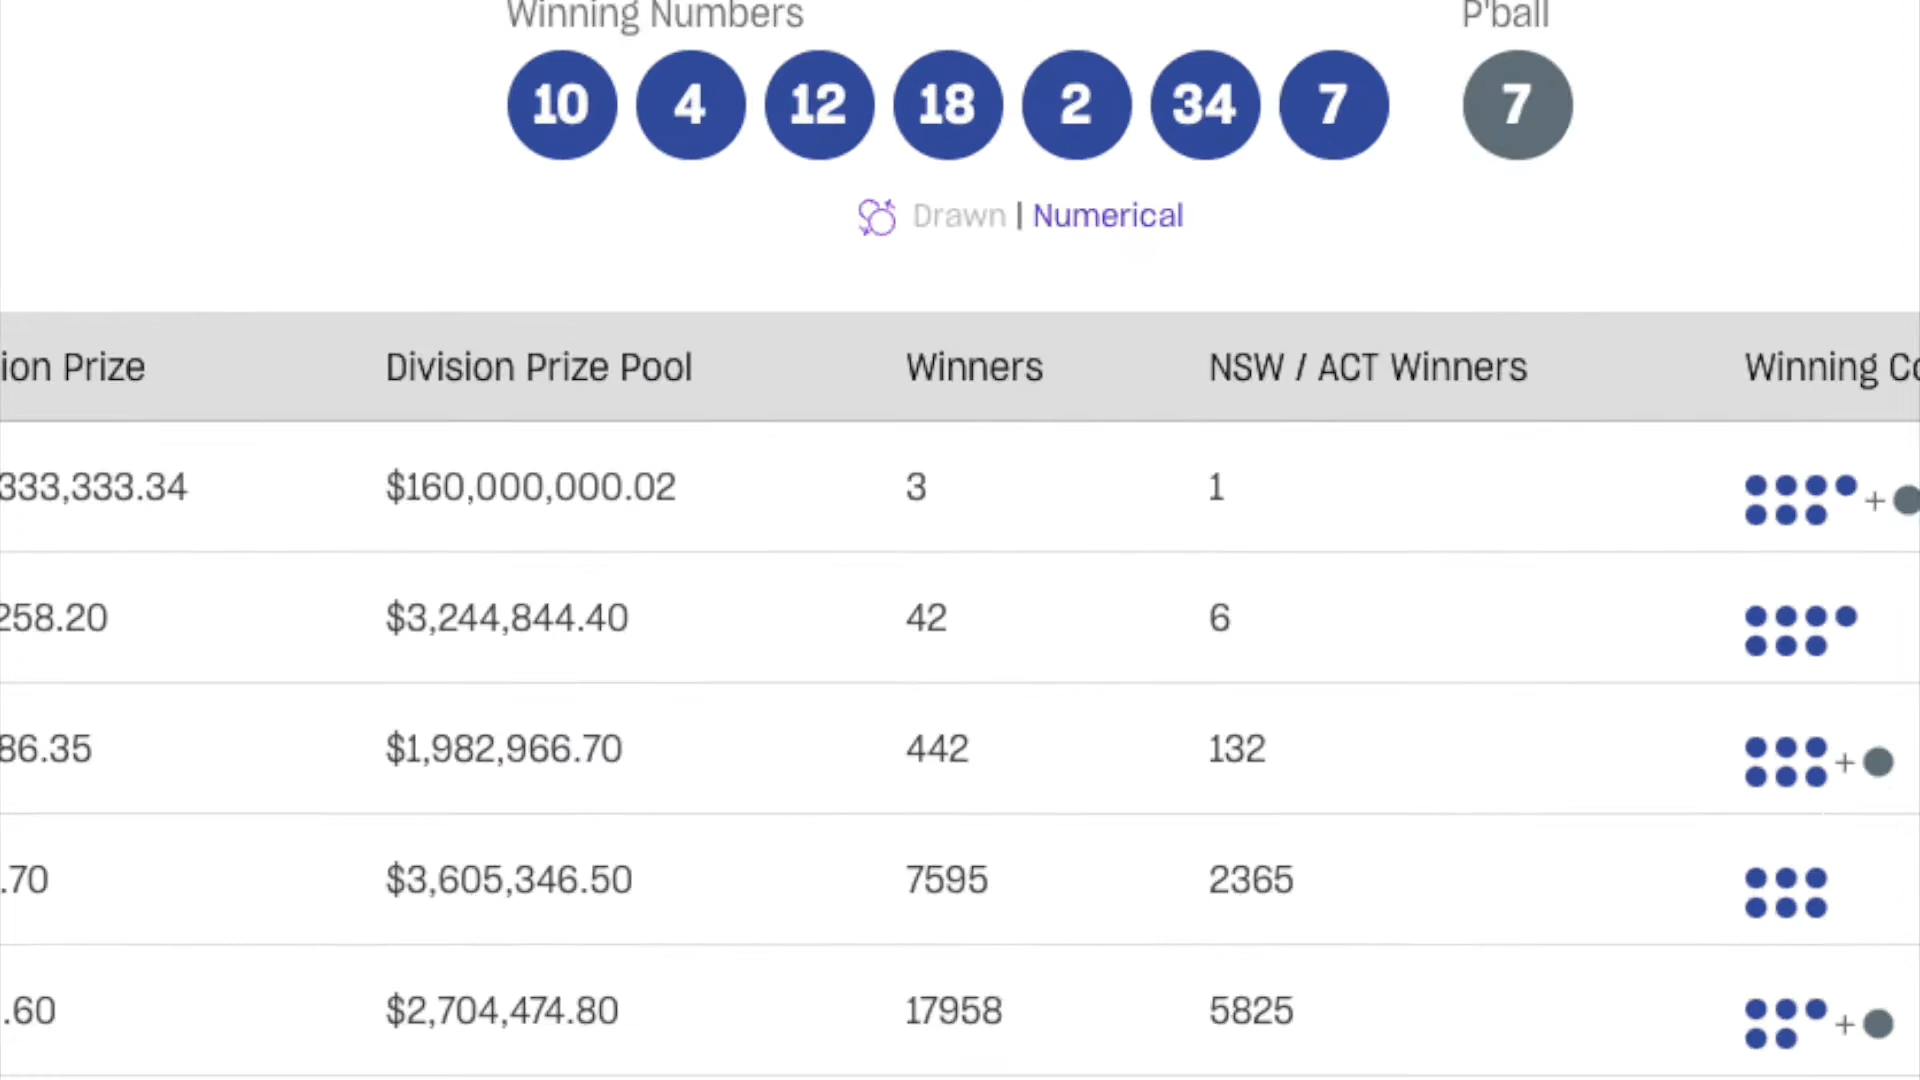 Winning Numbers P'ball
10 4 12 18 2 34 7 7
Drawn | Numerical
ion Prize Division Prize Pool Winners NSW / ACT Winners Winning Co
333,333.34 $160,000,000.02 3 1 +
258.20 $3,244,844.40 42 6
86.35 $1,982,966.70 442 132 +
.70 $3,605,346.50 7595 2365
.60 $2,704,474.80 17958 5825 +